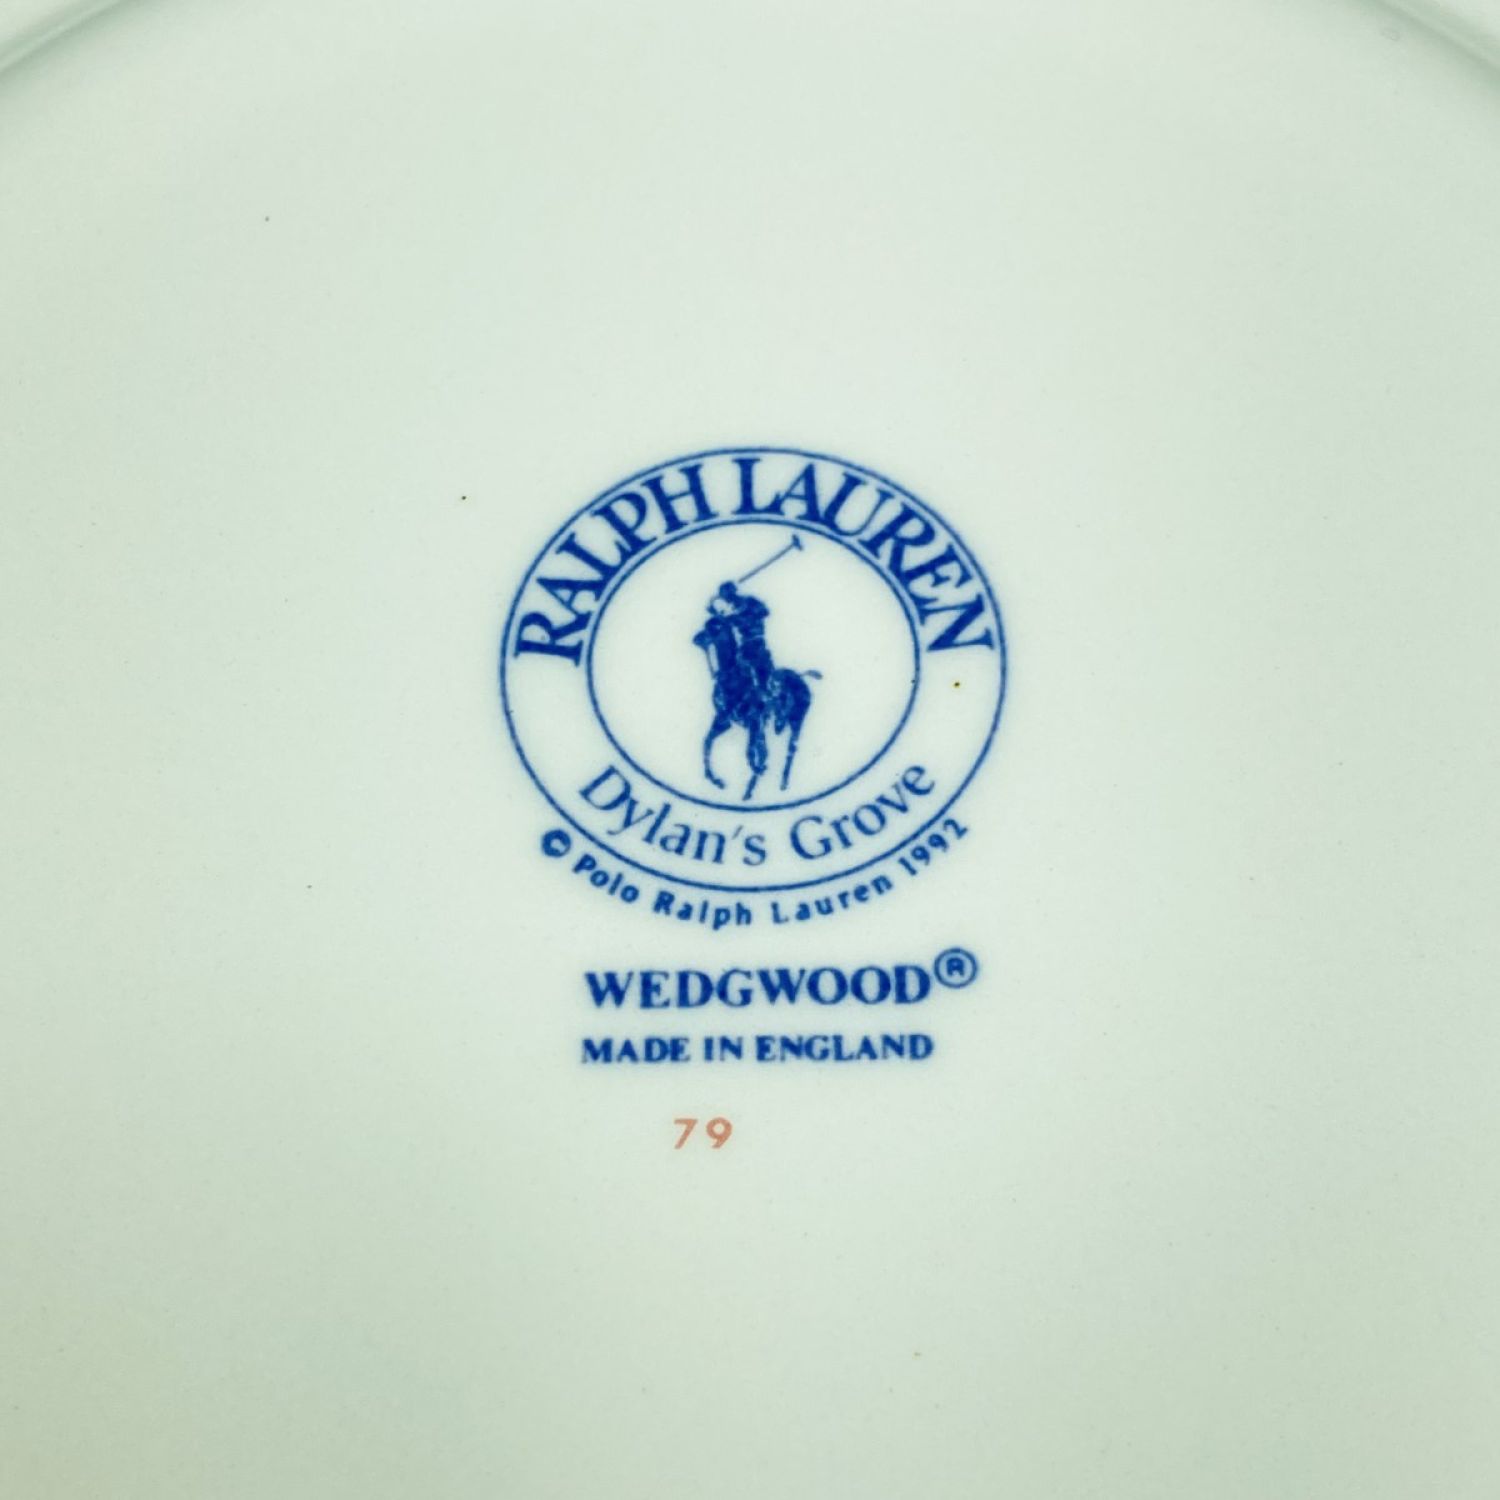 RALPH LAUREN
Dylan's Grove
© Polo Ralph Lauren 1992
WEDGWOOD®
MADE IN ENGLAND
79